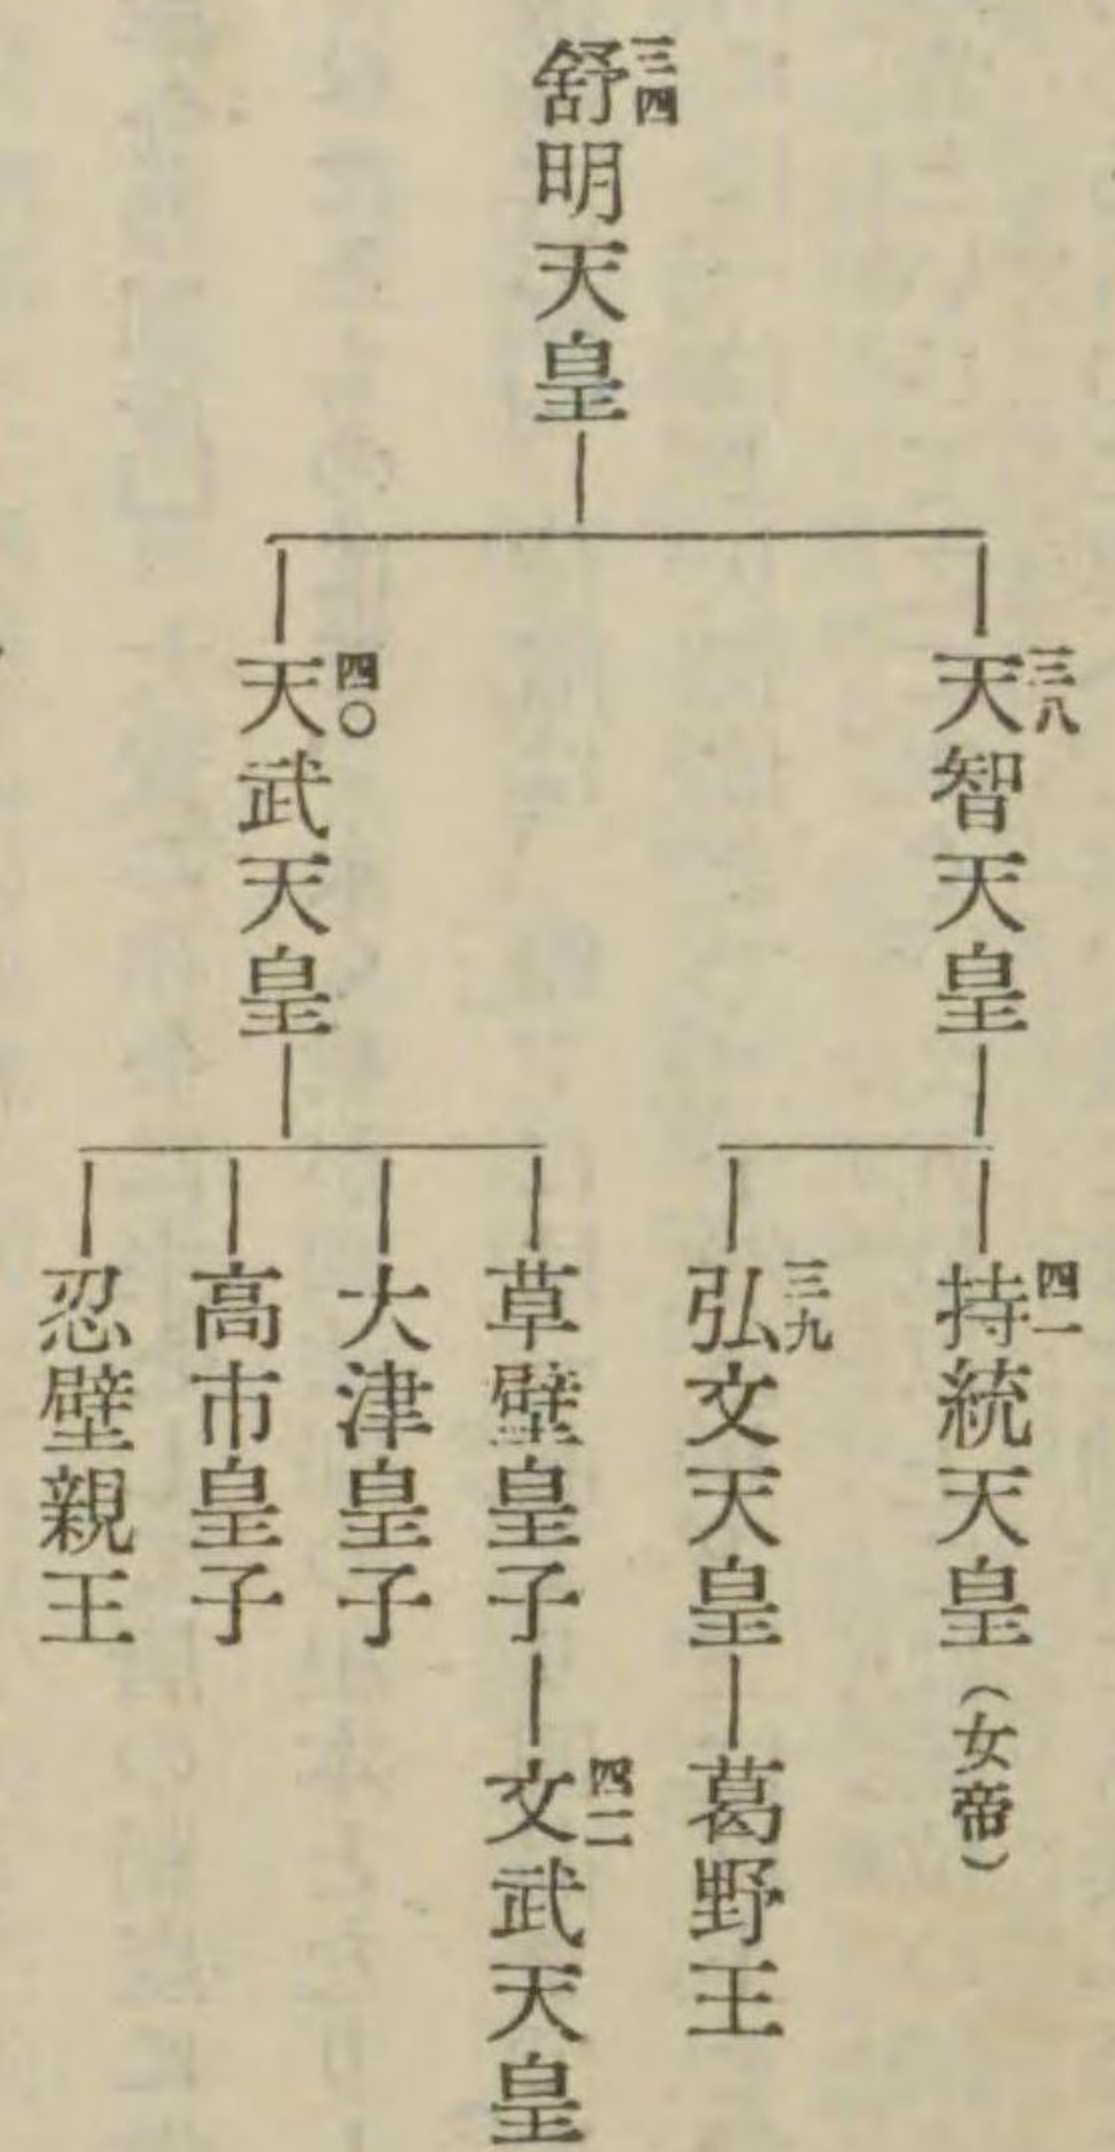 三四
舒明天皇
三八
天智天皇
四一
持統天皇（女帝）
三九
弘文天皇
葛野王
四〇
天武天皇
草壁皇子
四二
文武天皇
大津皇子
高市皇子
忍壁親王